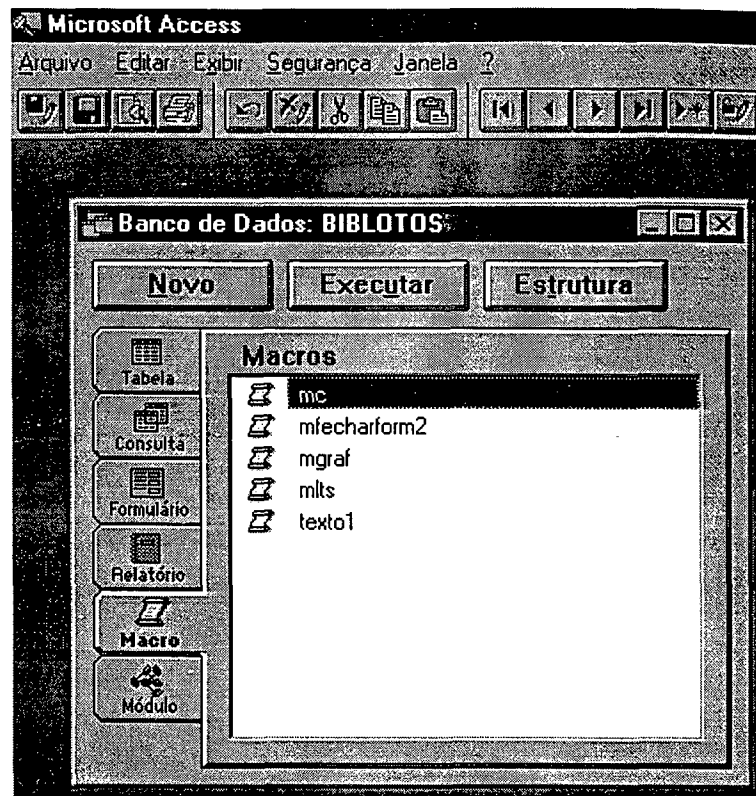 Microsoft Access
Arquivo Editar Exibir Segurança Janela ?
Banco de Dados: BIBLOTOS
Novo Executar Estrutura
Tabela
Consulta
Formulário
Relatório
Macro
Módulo
Macros
mc
mfecharform2
mgraf
mlts
texto1